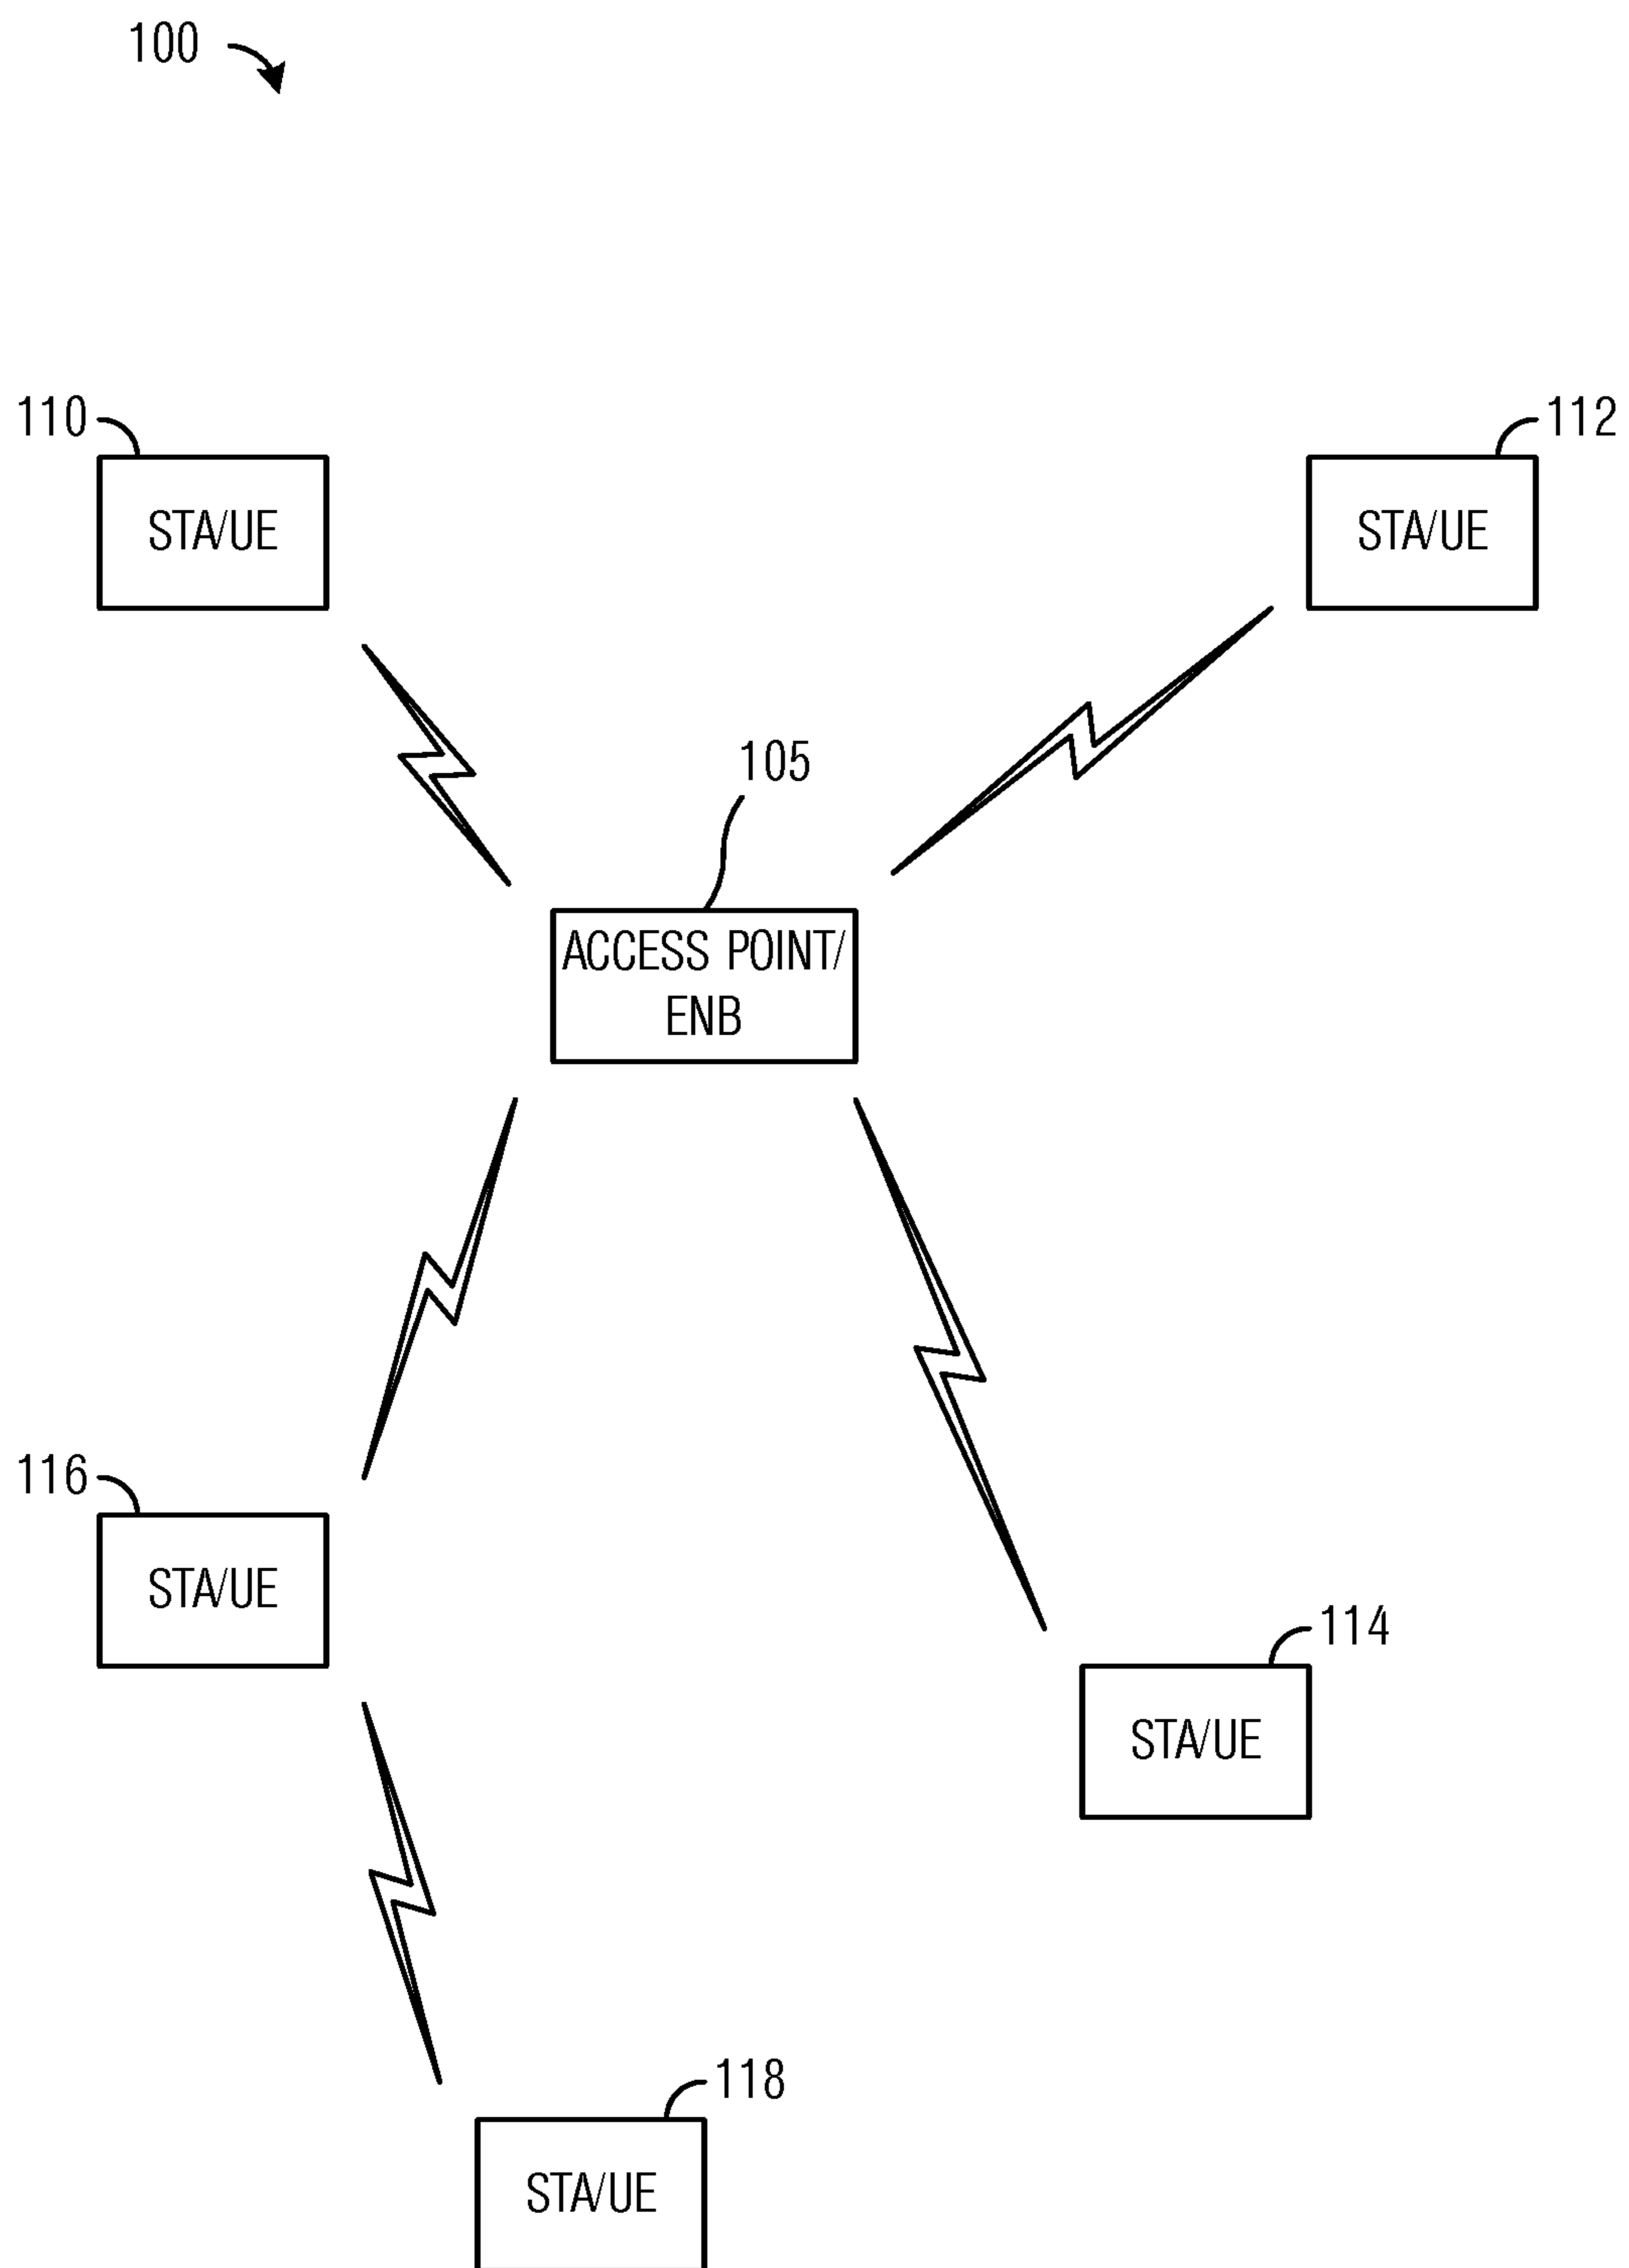 100
110
112
STA/UE
STA/UE
105
ACCESS POINT/
ENB
116
STA/UE
114
STA/UE
118
STA/UE